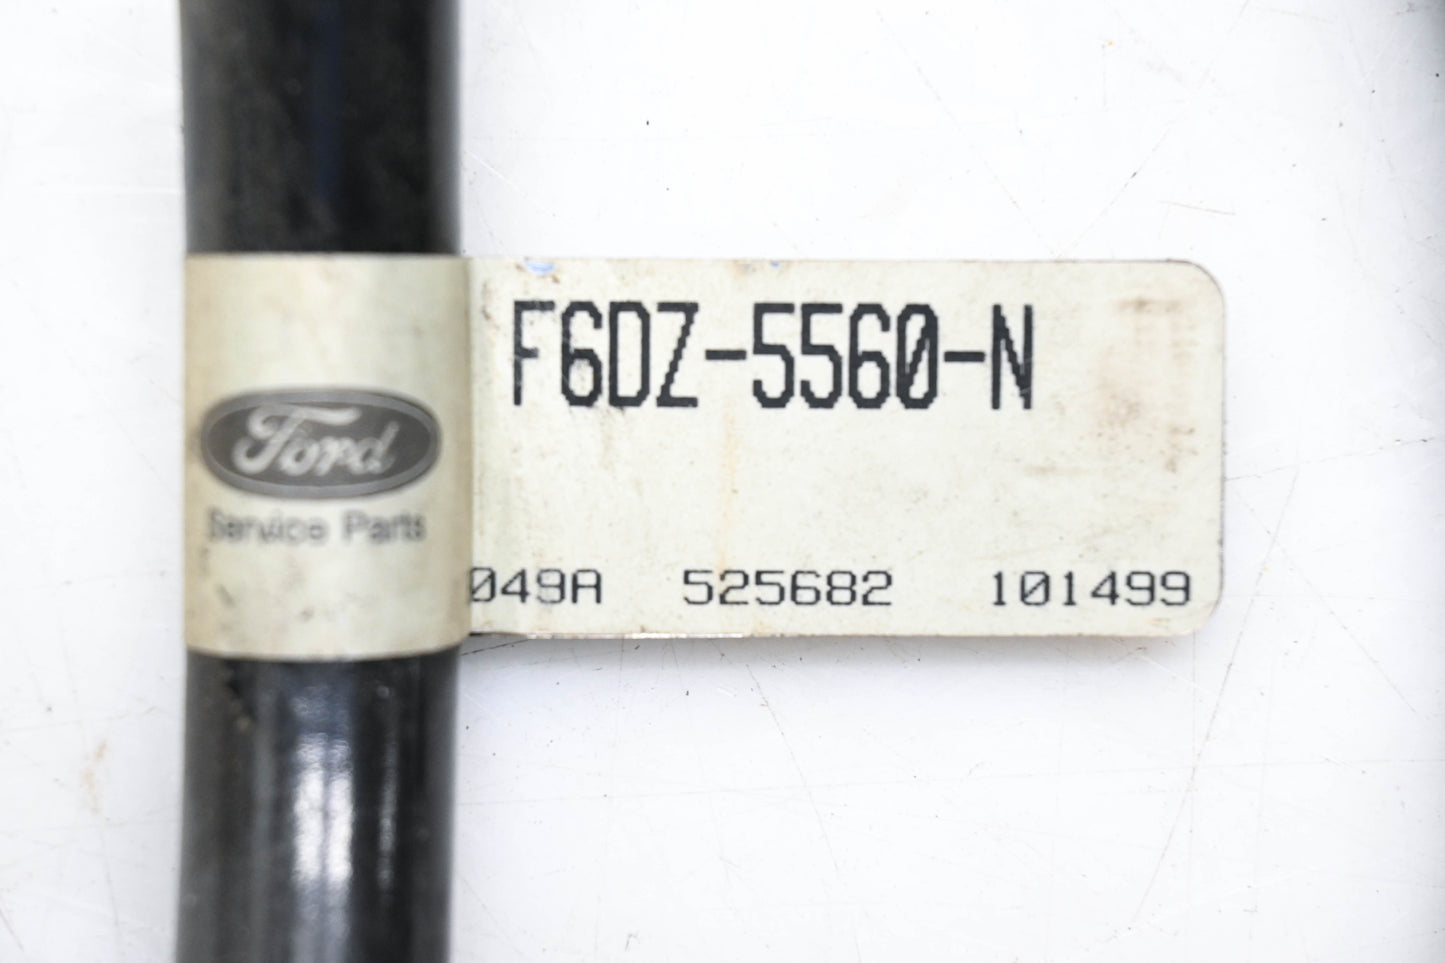 F6DZ-5560-N
Ford
Service Parts
049A 525682 101499